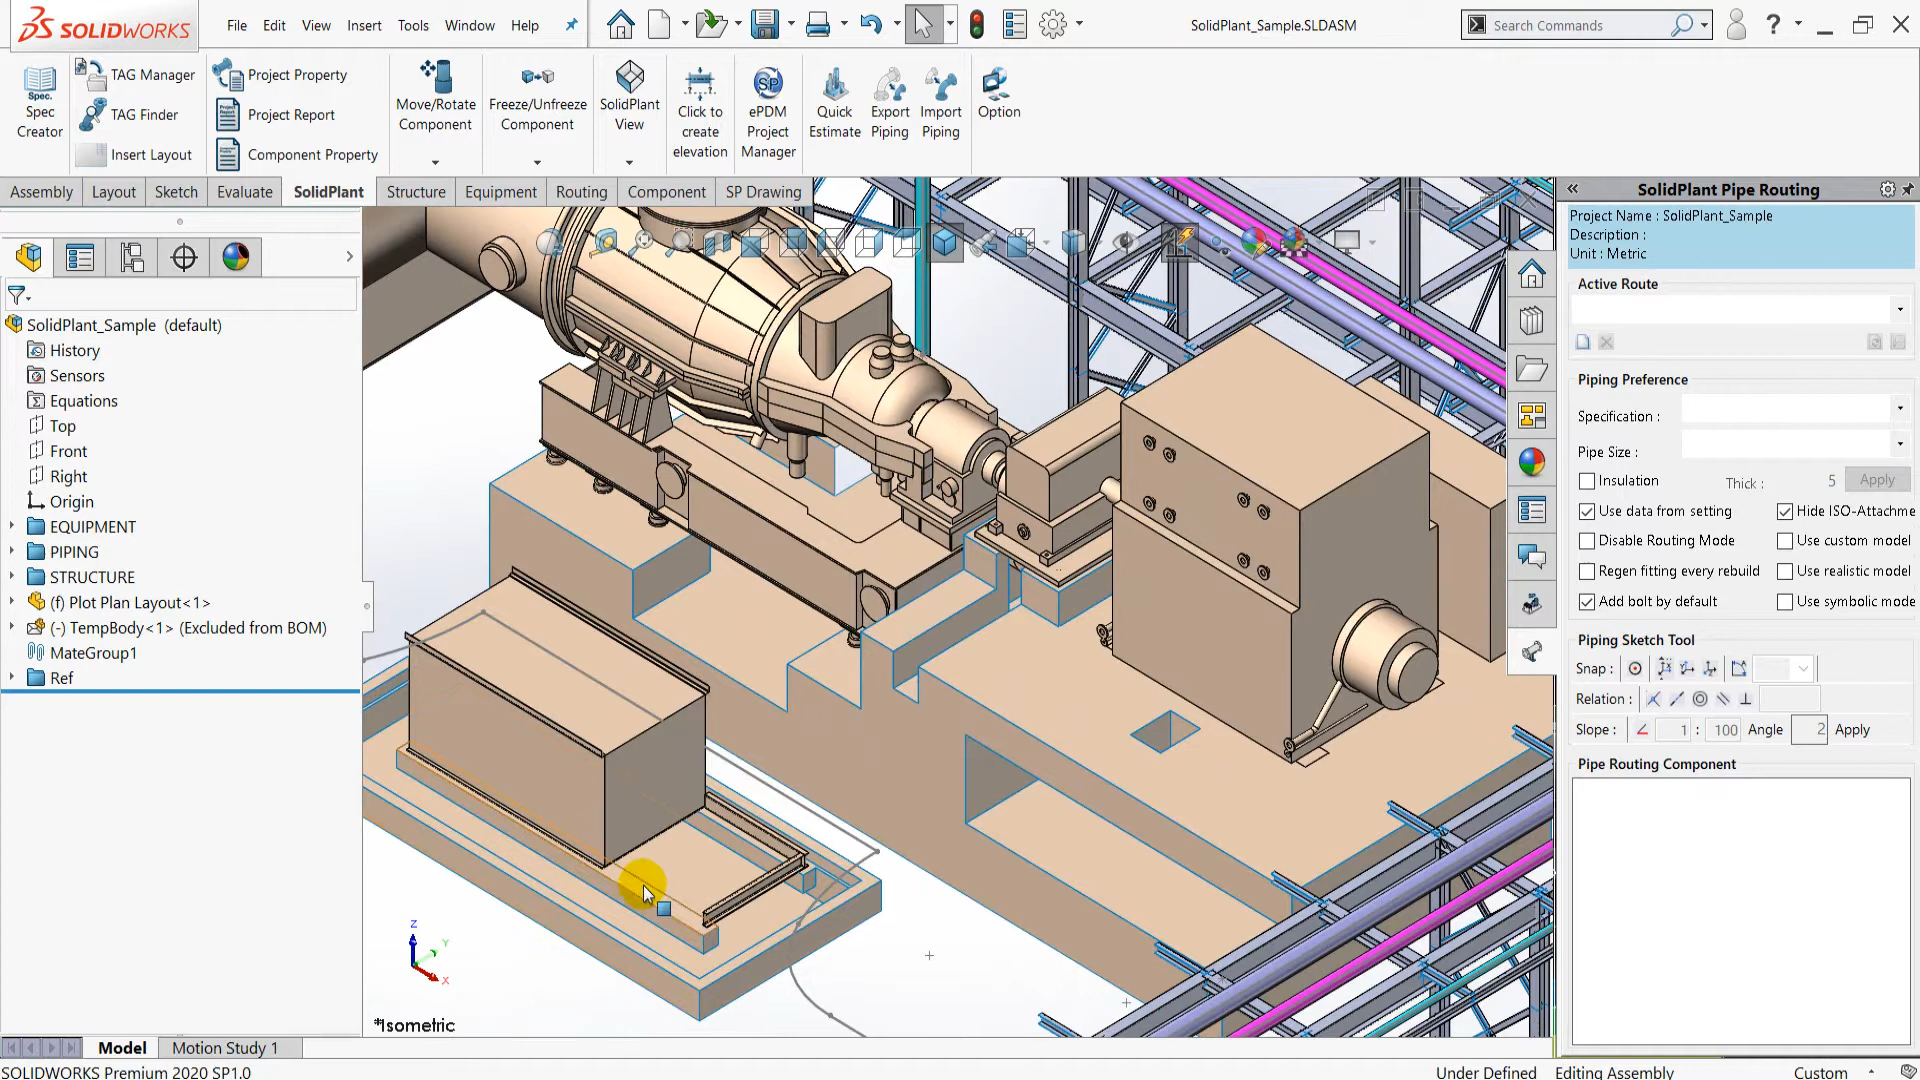 SOLIDWORKS
File Edit View Insert Tools Window Help
SolidPlant_Sample.SLDASM
Search Commands
Spec.
Spec
Creator
TAG Manager
TAG Finder
Insert Layout
Project Property
Project Report
Component Property
Move/Rotate
Component
Freeze/Unfreeze
Component
SolidPlant
View
Click to
create
elevation
SP
ePDM
Project
Manager
Quick
Estimate
Export
Piping
Import
Piping
Option
Assembly Layout Sketch Evaluate SolidPlant Structure Equipment Routing Component SP Drawing
SolidPlant_Sample (default)
History
Sensors
Equations
Top
Front
Right
Origin
EQUIPMENT
PIPING
STRUCTURE
(f) Plot Plan Layout<1>
(-) TempBody<1> (Excluded from BOM)
MateGroup1
Ref
Z
Y
X
*Isometric
SolidPlant Pipe Routing
Project Name : SolidPlant_Sample
Description :
Unit : Metric
Active Route
Piping Preference
Specification :
Pipe Size :
Insulation Thick : 5 Apply
Use data from setting Hide ISO-Attachme
Disable Routing Mode Use custom model
Regen fitting every rebuild Use realistic model
Add bolt by default Use symbolic mode
Piping Sketch Tool
Snap :
Relation :
Slope : 1 : 100 Angle 2 Apply
Pipe Routing Component
Model Motion Study 1
SOLIDWORKS Premium 2020 SP1.0
Under Defined Editing Assembly Custom